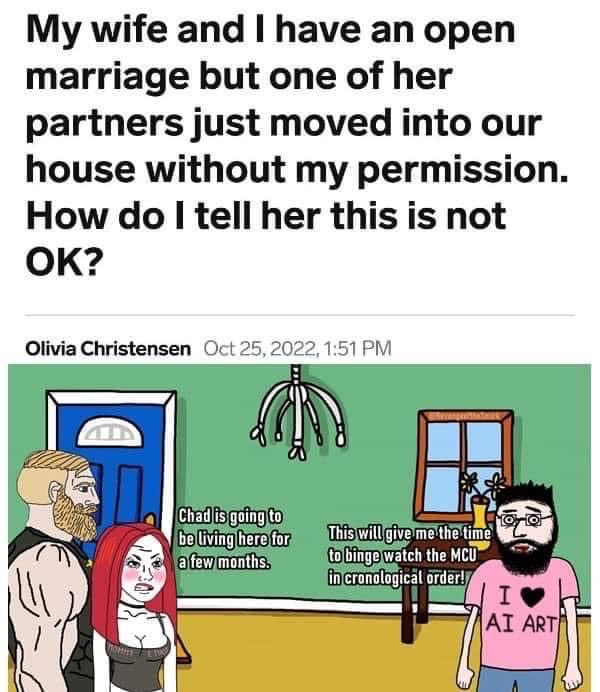 My wife and I have an open
marriage but one of her
partners just moved into our
house without my permission.
How do I tell her this is not
OK?
Olivia Christensen Oct 25, 2022, 1:51 PM
Chad is going to
be living here for
a few months.
This will give me the time
to binge watch the MCU
in cronological order!
I ♥
AI ART
MOMMY